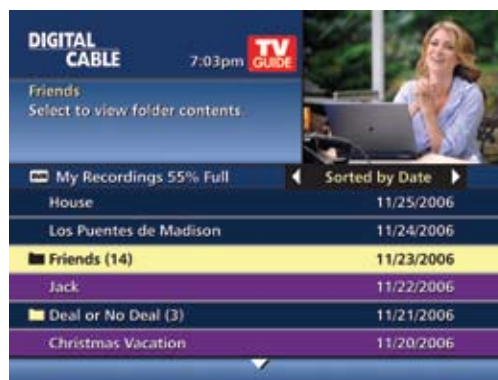 DIGITAL
CABLE
7:03pm
TV
GUIDE
Friends
Select to view folder contents
My Recordings 55% Full
Sorted by Date
House 11/25/2006
Los Puentes de Madison 11/24/2006
Friends (14) 11/23/2006
Jack 11/22/2006
Deal or No Deal (3) 11/21/2006
Christmas Vacation 11/20/2006